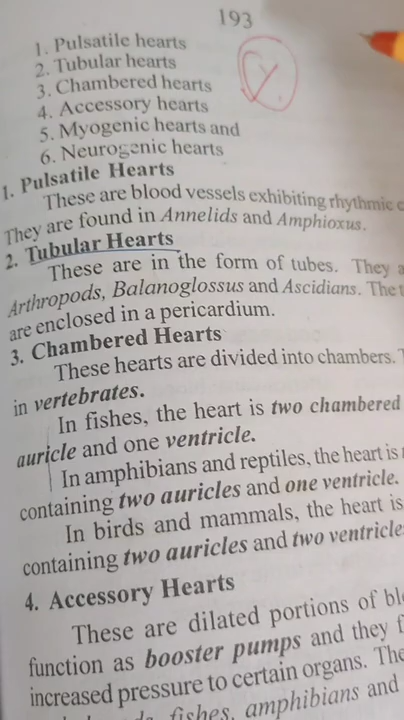 193
1. Pulsatile hearts
2. Tubular hearts
3. Chambered hearts
4. Accessory hearts
5. Myogenic hearts and
6. Neurogenic hearts
1. Pulsatile Hearts
These are blood vessels exhibiting rhythmic
They are found in Annelids and Amphioxus.
2. Tubular Hearts
These are in the form of tubes. They
Arthropods, Balanoglossus and Ascidians. The
are enclosed in a pericardium.
3. Chambered Hearts
These hearts are divided into chambers.
in vertebrates.
In fishes, the heart is two chambered
auricle and one ventricle.
In amphibians and reptiles, the heart is
containing two auricles and one ventricle.
In birds and mammals, the heart is
containing two auricles and two ventricle
4. Accessory Hearts
These are dilated portions of
function as booster pumps and they
increased pressure to certain organs. The
fishes, amphibians and